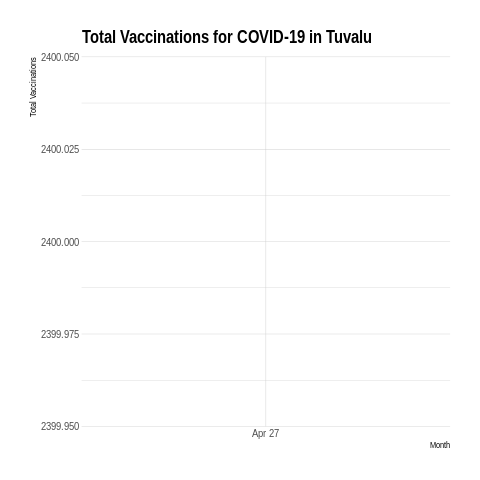 Total Vaccinations for COVID-19 in Tuvalu
Total Vaccinations
2400.050
2400.025
2400.000
2399.975
2399.950
Apr 27
Month